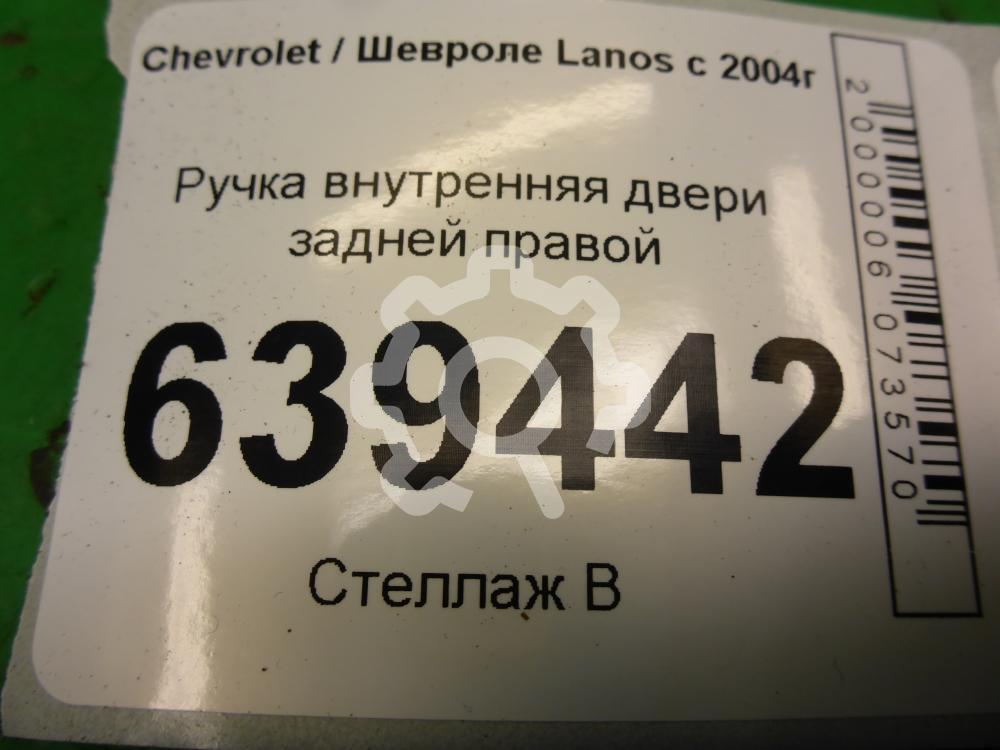 Chevrolet / Шевроле Lanos с 2004г
Ручка внутренняя двери
задней правой
639442
Стеллаж В
2000006073570